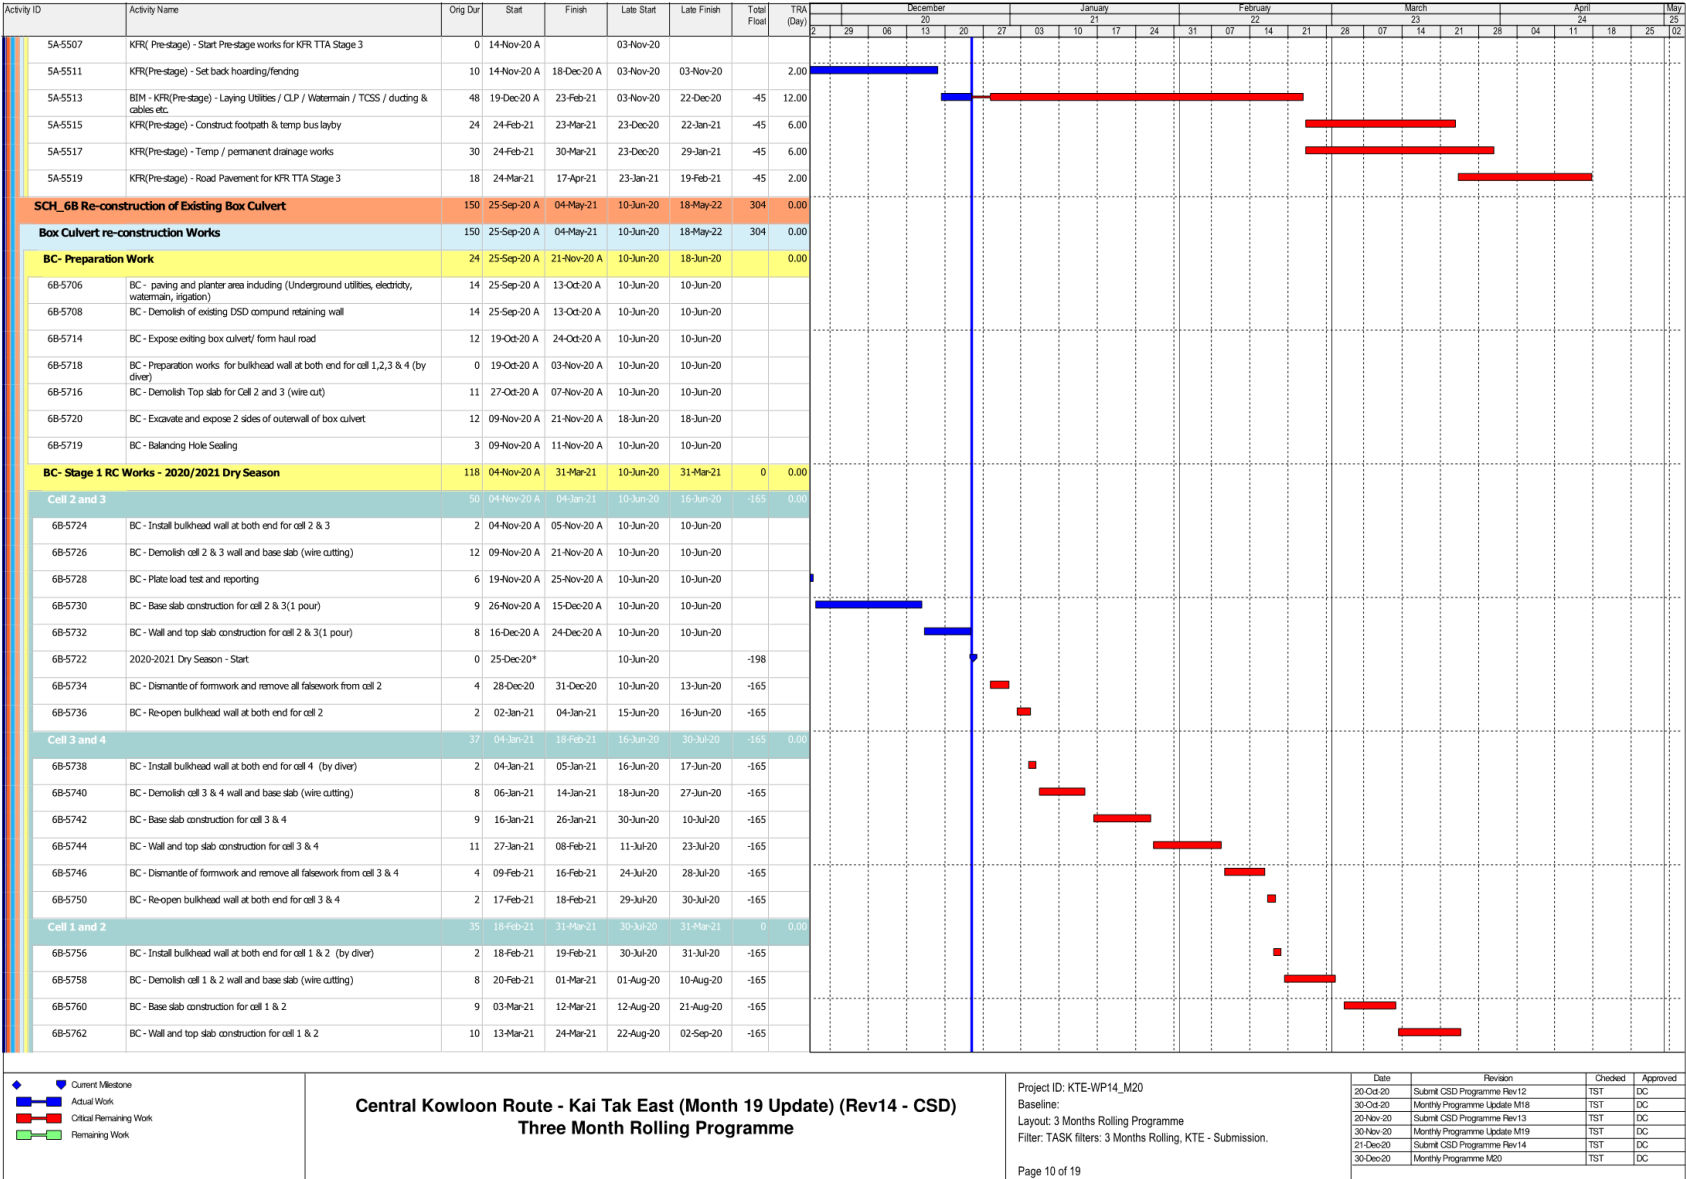 Activity ID Activity Name Orig Dur Start Finish Late Start Late Finish Total Float TRA (Day) December January February March April May
20 21 22 23 24 25
2 29 06 13 20 27 03 10 17 24 31 07 14 21 28 07 14 21 28 04 11 18 25 02
5A-5507 KFR( Pre-stage) - Start Pre-stage works for KFR TTA Stage 3 0 14-Nov-20 A 03-Nov-20
5A-5511 KFR(Pre-stage) - Set back hoarding/fencing 10 14-Nov-20 A 18-Dec-20 A 03-Nov-20 03-Nov-20 2.00
5A-5513 BIM - KFR(Pre-stage) - Laying Utilities / CLP / Watermain / TCSS / ducting & cables etc. 48 19-Dec-20 A 23-Feb-21 03-Nov-20 22-Dec-20 -45 12.00
5A-5515 KFR(Pre-stage) - Construct footpath & temp bus layby 24 24-Feb-21 23-Mar-21 23-Dec-20 22-Jan-21 -45 6.00
5A-5517 KFR(Pre-stage) - Temp / permanent drainage works 30 24-Feb-21 30-Mar-21 23-Dec-20 29-Jan-21 -45 6.00
5A-5519 KFR(Pre-stage) - Road Pavement for KFR TTA Stage 3 18 24-Mar-21 17-Apr-21 23-Jan-21 19-Feb-21 -45 2.00
SCH_6B Re-construction of Existing Box Culvert 150 25-Sep-20 A 04-May-21 10-Jun-20 18-May-22 304 0.00
Box Culvert re-construction Works 150 25-Sep-20 A 04-May-21 10-Jun-20 18-May-22 304 0.00
BC- Preparation Work 24 25-Sep-20 A 21-Nov-20 A 10-Jun-20 18-Jun-20 0.00
6B-5706 BC - paving and planter area including (Underground utilities, electricity, watermain, irigation) 14 25-Sep-20 A 13-Oct-20 A 10-Jun-20 10-Jun-20
6B-5708 BC - Demolish of existing DSD compund retaining wall 14 25-Sep-20 A 13-Oct-20 A 10-Jun-20 10-Jun-20
6B-5714 BC - Expose exiting box culvert/ form haul road 12 19-Oct-20 A 24-Oct-20 A 10-Jun-20 10-Jun-20
6B-5718 BC - Preparation works for bulkhead wall at both end for cell 1,2,3 & 4 (by diver) 0 19-Oct-20 A 03-Nov-20 A 10-Jun-20 10-Jun-20
6B-5716 BC - Demolish Top slab for Cell 2 and 3 (wire cut) 11 27-Oct-20 A 07-Nov-20 A 10-Jun-20 10-Jun-20
6B-5720 BC - Excavate and expose 2 sides of outerwall of box culvert 12 09-Nov-20 A 21-Nov-20 A 18-Jun-20 18-Jun-20
6B-5719 BC - Balancing Hole Sealing 3 09-Nov-20 A 11-Nov-20 A 10-Jun-20 10-Jun-20
BC- Stage 1 RC Works - 2020/2021 Dry Season 118 04-Nov-20 A 31-Mar-21 10-Jun-20 31-Mar-21 0 0.00
Cell 2 and 3 50 04-Nov-20 A 04-Jan-21 10-Jun-20 16-Jun-20 -165 0.00
6B-5724 BC - Install bulkhead wall at both end for cell 2 & 3 2 04-Nov-20 A 05-Nov-20 A 10-Jun-20 10-Jun-20
6B-5726 BC - Demolish cell 2 & 3 wall and base slab (wire cutting) 12 09-Nov-20 A 21-Nov-20 A 10-Jun-20 10-Jun-20
6B-5728 BC - Plate load test and reporting 6 19-Nov-20 A 25-Nov-20 A 10-Jun-20 10-Jun-20
6B-5730 BC - Base slab construction for cell 2 & 3(1 pour) 9 26-Nov-20 A 15-Dec-20 A 10-Jun-20 10-Jun-20
6B-5732 BC - Wall and top slab construction for cell 2 & 3(1 pour) 8 16-Dec-20 A 24-Dec-20 A 10-Jun-20 10-Jun-20
6B-5722 2020-2021 Dry Season - Start 0 25-Dec-20* 10-Jun-20 -198
6B-5734 BC - Dismantle of formwork and remove all falsework from cell 2 4 28-Dec-20 31-Dec-20 10-Jun-20 13-Jun-20 -165
6B-5736 BC - Re-open bulkhead wall at both end for cell 2 2 02-Jan-21 04-Jan-21 15-Jun-20 16-Jun-20 -165
Cell 3 and 4 37 04-Jan-21 18-Feb-21 16-Jun-20 30-Jul-20 -165 0.00
6B-5738 BC - Install bulkhead wall at both end for cell 4 (by diver) 2 04-Jan-21 05-Jan-21 16-Jun-20 17-Jun-20 -165
6B-5740 BC - Demolish cell 3 & 4 wall and base slab (wire cutting) 8 06-Jan-21 14-Jan-21 18-Jun-20 27-Jun-20 -165
6B-5742 BC - Base slab construction for cell 3 & 4 9 16-Jan-21 26-Jan-21 30-Jun-20 10-Jul-20 -165
6B-5744 BC - Wall and top slab construction for cell 3 & 4 11 27-Jan-21 08-Feb-21 11-Jul-20 23-Jul-20 -165
6B-5746 BC - Dismantle of formwork and remove all falsework from cell 3 & 4 4 09-Feb-21 16-Feb-21 24-Jul-20 28-Jul-20 -165
6B-5750 BC - Re-open bulkhead wall at both end for cell 3 & 4 2 17-Feb-21 18-Feb-21 29-Jul-20 30-Jul-20 -165
Cell 1 and 2 35 18-Feb-21 31-Mar-21 30-Jul-20 31-Mar-21 0 0.00
6B-5756 BC - Install bulkhead wall at both end for cell 1 & 2 (by diver) 2 18-Feb-21 19-Feb-21 30-Jul-20 31-Jul-20 -165
6B-5758 BC - Demolish cell 1 & 2 wall and base slab (wire cutting) 8 20-Feb-21 01-Mar-21 01-Aug-20 10-Aug-20 -165
6B-5760 BC - Base slab construction for cell 1 & 2 9 03-Mar-21 12-Mar-21 12-Aug-20 21-Aug-20 -165
6B-5762 BC - Wall and top slab construction for cell 1 & 2 10 13-Mar-21 24-Mar-21 22-Aug-20 02-Sep-20 -165
Current Milestone
Actual Work
Critical Remaining Work
Remaining Work
Central Kowloon Route - Kai Tak East (Month 19 Update) (Rev14 - CSD)
Three Month Rolling Programme
Project ID: KTE-WP14_M20
Baseline:
Layout: 3 Months Rolling Programme
Filter: TASK filters: 3 Months Rolling, KTE - Submission.
Page 10 of 19
Date Revision Checked Approved
20-Oct-20 Submit CSD Programme Rev12 TST DC
30-Oct-20 Monthly Programme Update M18 TST DC
20-Nov-20 Submit CSD Programme Rev13 TST DC
30-Nov-20 Monthly Programme Update M19 TST DC
21-Dec-20 Submit CSD Programme Rev14 TST DC
30-Dec-20 Monthly Programme M20 TST DC